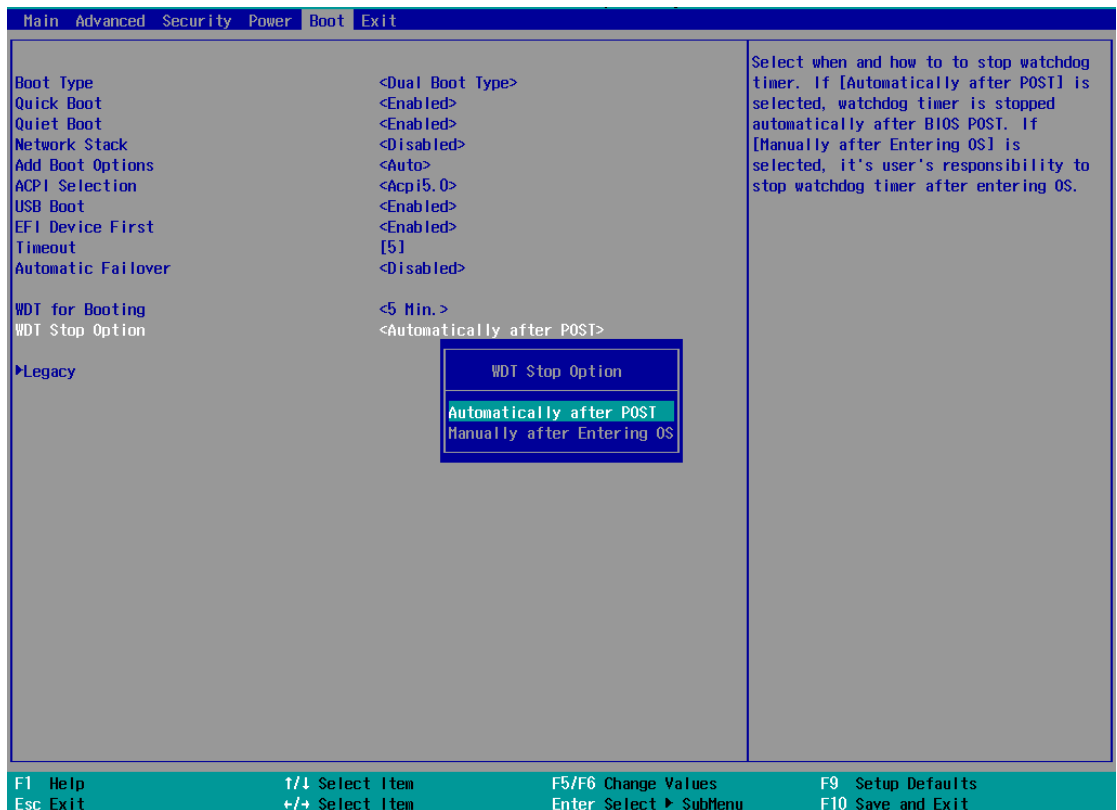 Main Advanced Security Power Boot Exit
Boot Type <Dual Boot Type>
Quick Boot <Enabled>
Quiet Boot <Enabled>
Network Stack <Disabled>
Add Boot Options <Auto>
ACPI Selection <Acpi5.0>
USB Boot <Enabled>
EFI Device First <Enabled>
Timeout [5]
Automatic Failover <Disabled>
WDT for Booting <5 Min.>
WDT Stop Option <Automatically after POST>
▶Legacy
WDT Stop Option
Automatically after POST
Manually after Entering OS
Select when and how to to stop watchdog
timer. If [Automatically after POST] is
selected, watchdog timer is stopped
automatically after BIOS POST. If
[Manually after Entering OS] is
selected, it's user's responsibility to
stop watchdog timer after entering OS.
F1 Help ↑/↓ Select Item F5/F6 Change Values F9 Setup Defaults
Esc Exit ←/→ Select Item Enter Select ▶ SubMenu F10 Save and Exit